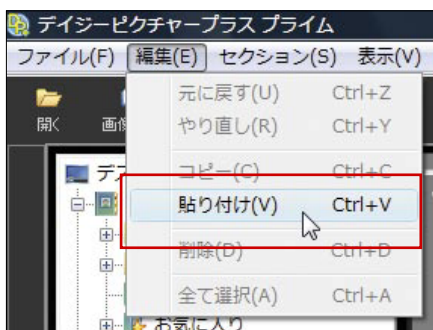 デイジーピクチャープラス プライム
ファイル(F) 編集(E) セクション(S) 表示(V)
元に戻す(U) Ctrl+Z
やり直し(R) Ctrl+Y
コピー(C) Ctrl+C
貼り付け(V) Ctrl+V
削除(D) Ctrl+D
全て選択(A) Ctrl+A
開く 画像
デス
お気に入り